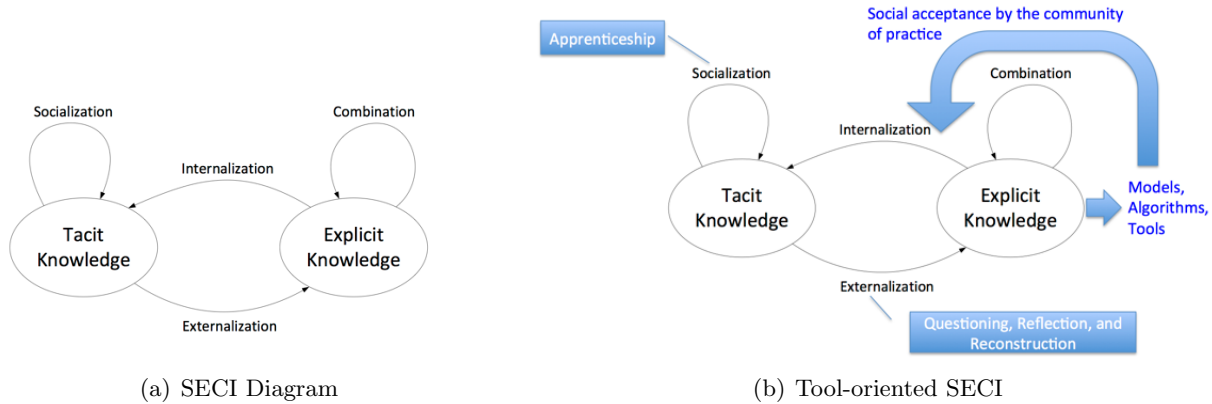 Socialization
Combination
Internalization
Tacit
Knowledge
Explicit
Knowledge
Externalization
(a) SECI Diagram
Social acceptance by the community
of practice
Apprenticeship
Socialization
Combination
Internalization
Tacit
Knowledge
Explicit
Knowledge
Models,
Algorithms,
Tools
Externalization
Questioning, Reflection, and
Reconstruction
(b) Tool-oriented SECI